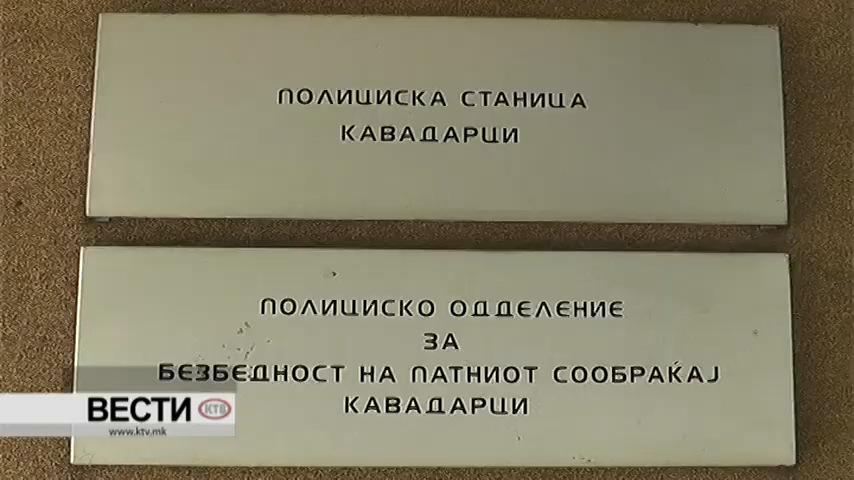 ПОЛИЦИСКА СТАНИЦА
КАВАДАРЦИ
ПОЛИЦИСКО ОДДЕЛЕНИЕ
ЗА
БЕЗБЕДНОСТ НА ПАТНИОТ СООБРАЌАЈ
КАВАДАРЦИ
ВЕСТИ КТВ
www.ktv.mk